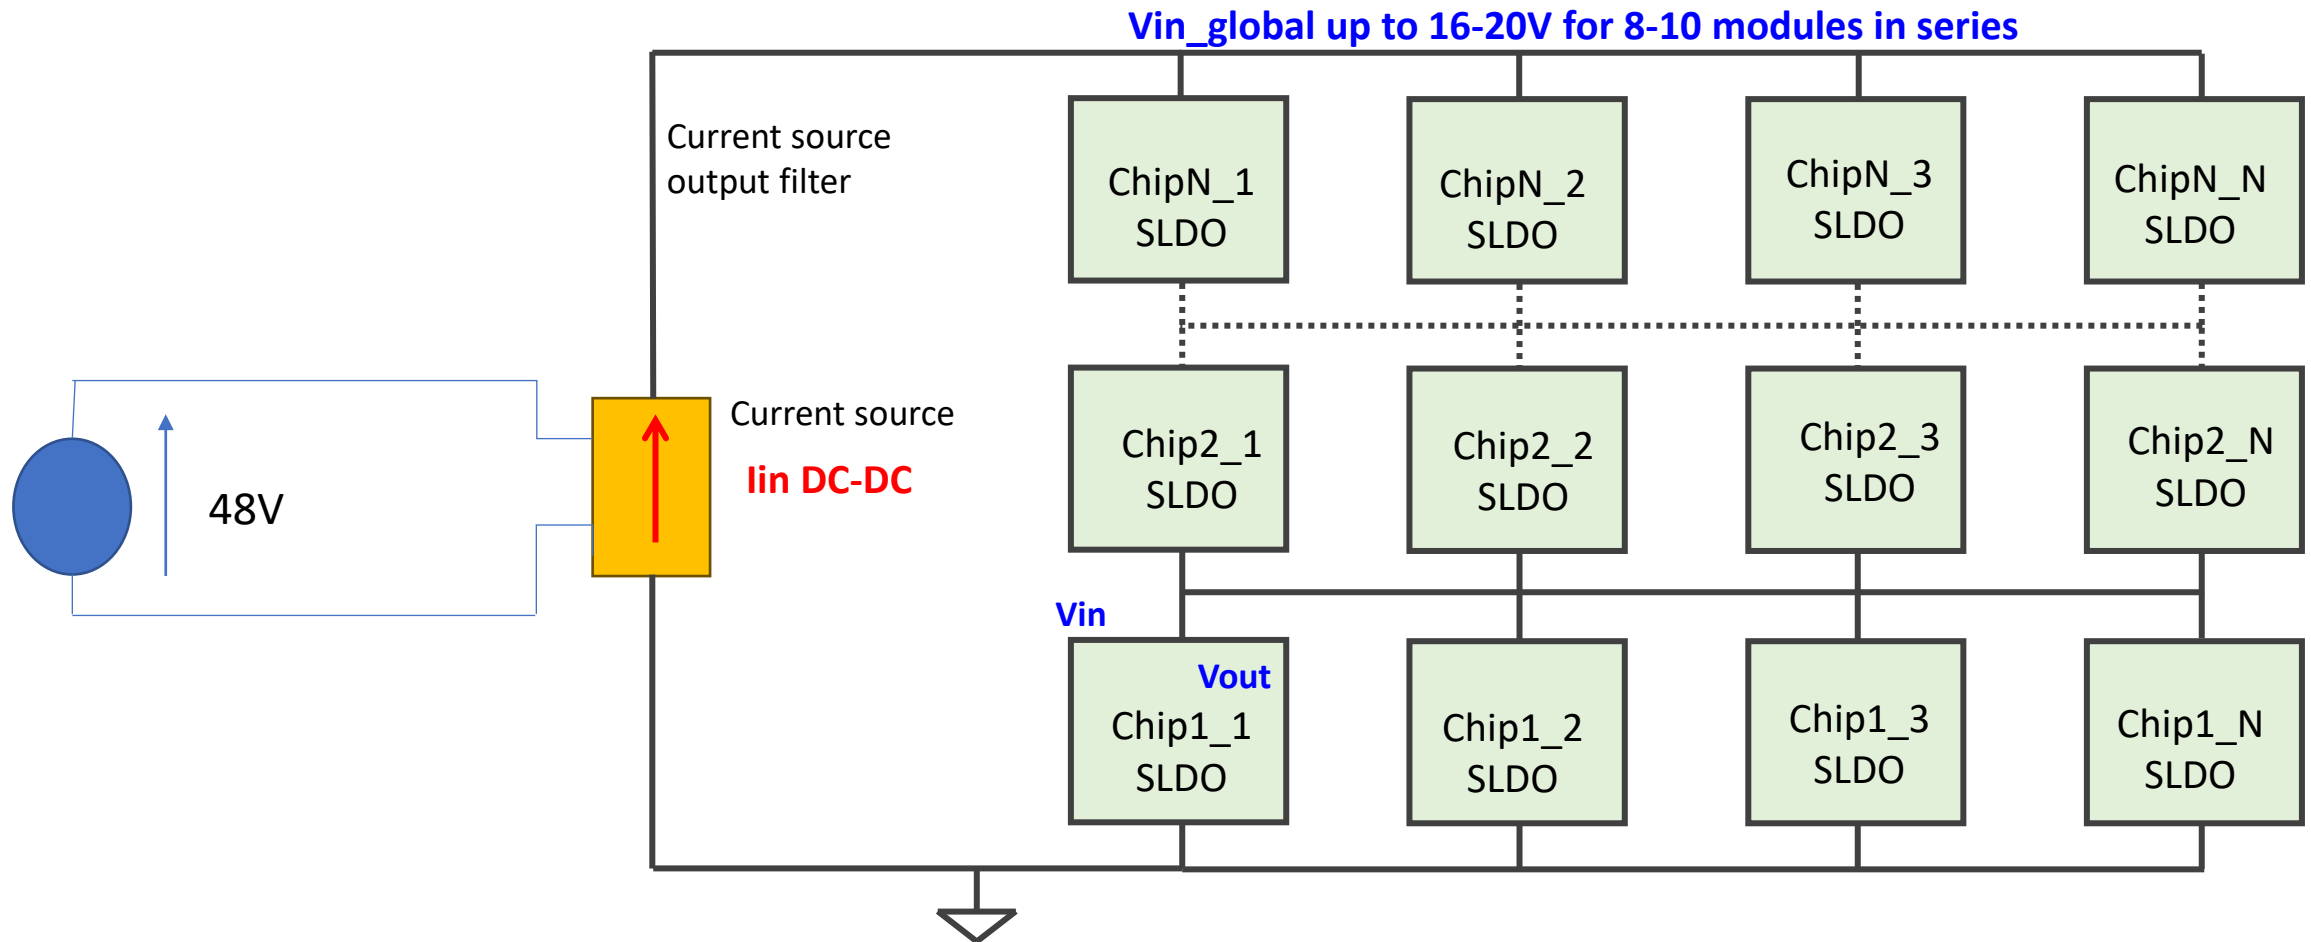 Vin_global up to 16-20V for 8-10 modules in series
Current source
output filter
ChipN_1
SLDO
ChipN_2
SLDO
ChipN_3
SLDO
ChipN_N
SLDO
48V
Current source
Iin DC-DC
Chip2_1
SLDO
Chip2_2
SLDO
Chip2_3
SLDO
Chip2_N
SLDO
Vin
Vout
Chip1_1
SLDO
Chip1_2
SLDO
Chip1_3
SLDO
Chip1_N
SLDO